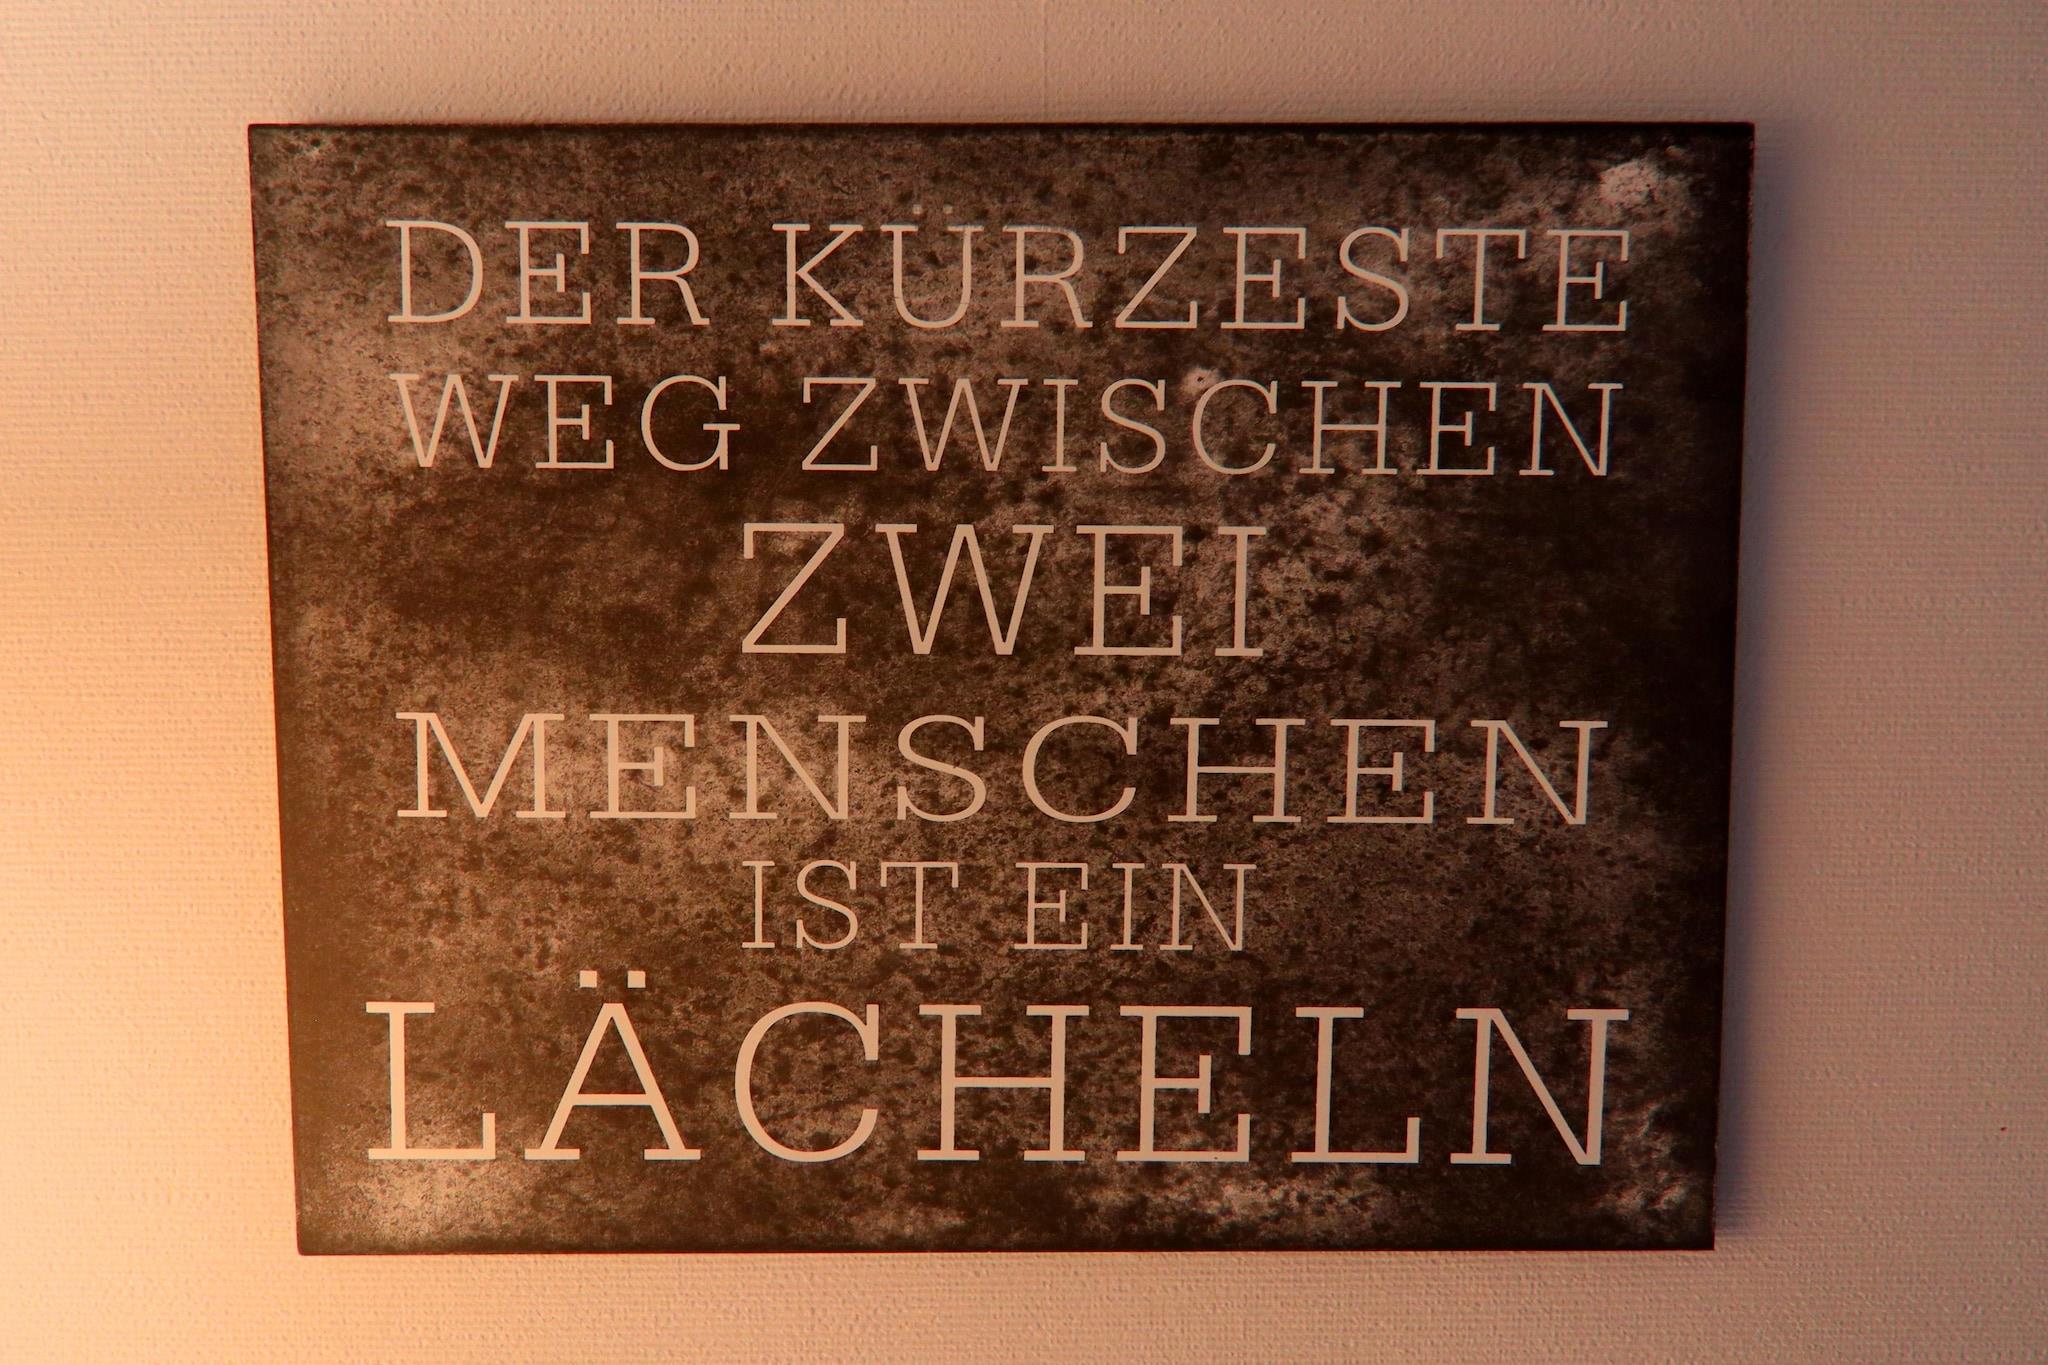 DER KÜRZESTE
WEG ZWISCHEN
ZWEI
MENSCHEN
IST EIN
LÄCHELN